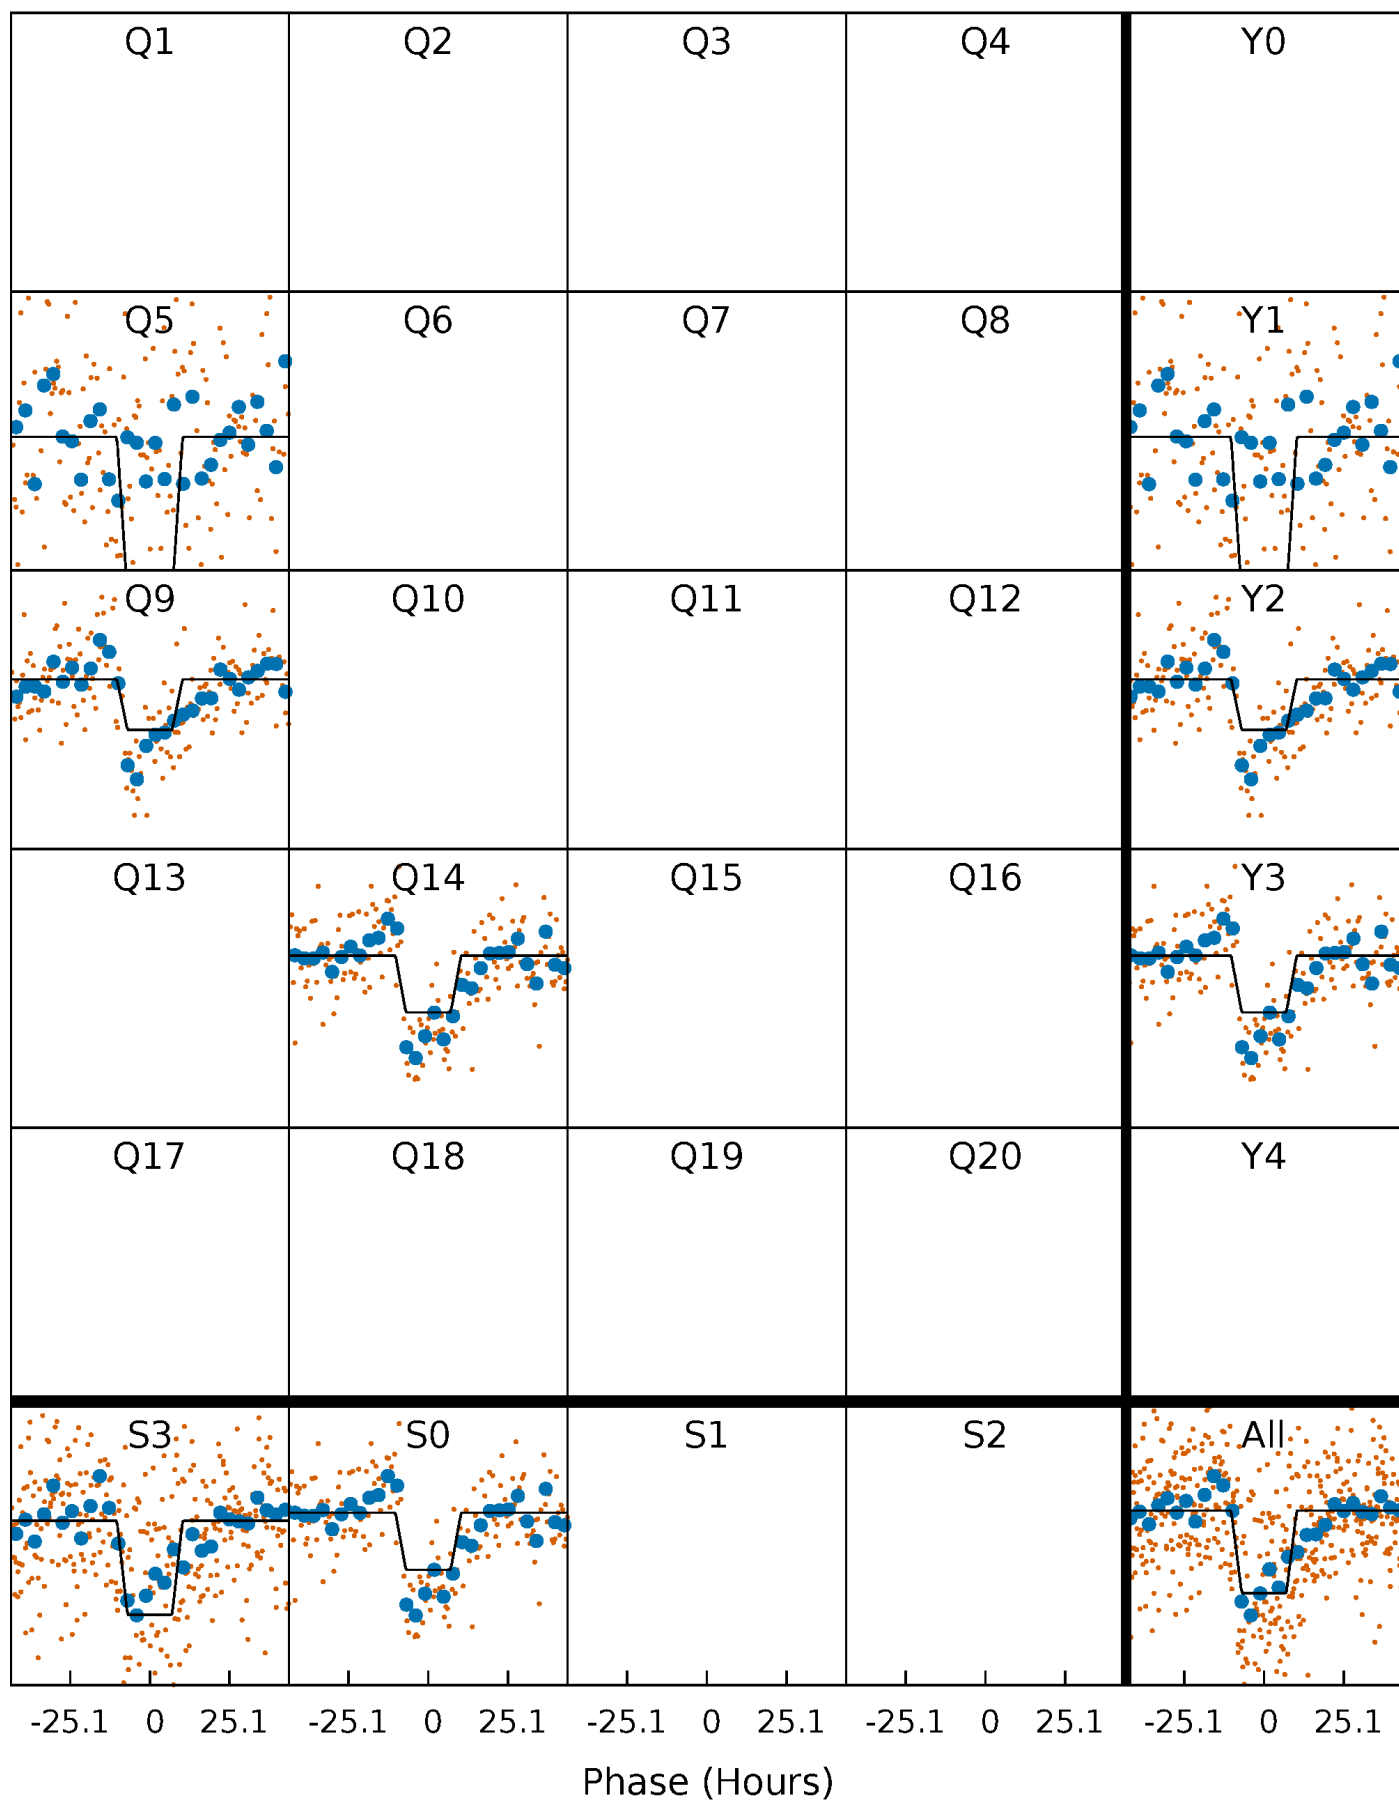 Q1 Q2 Q3 Q4 Y0
Q5 Q6 Q7 Q8 Y1
Q9 Q10 Q11 Q12 Y2
Q13 Q14 Q15 Q16 Y3
Q17 Q18 Q19 Q20 Y4
S3 S0 S1 S2 All
-25.1 0 25.1 -25.1 0 25.1 -25.1 0 25.1 -25.1 0 25.1 -25.1 0 25.1
Phase (Hours)